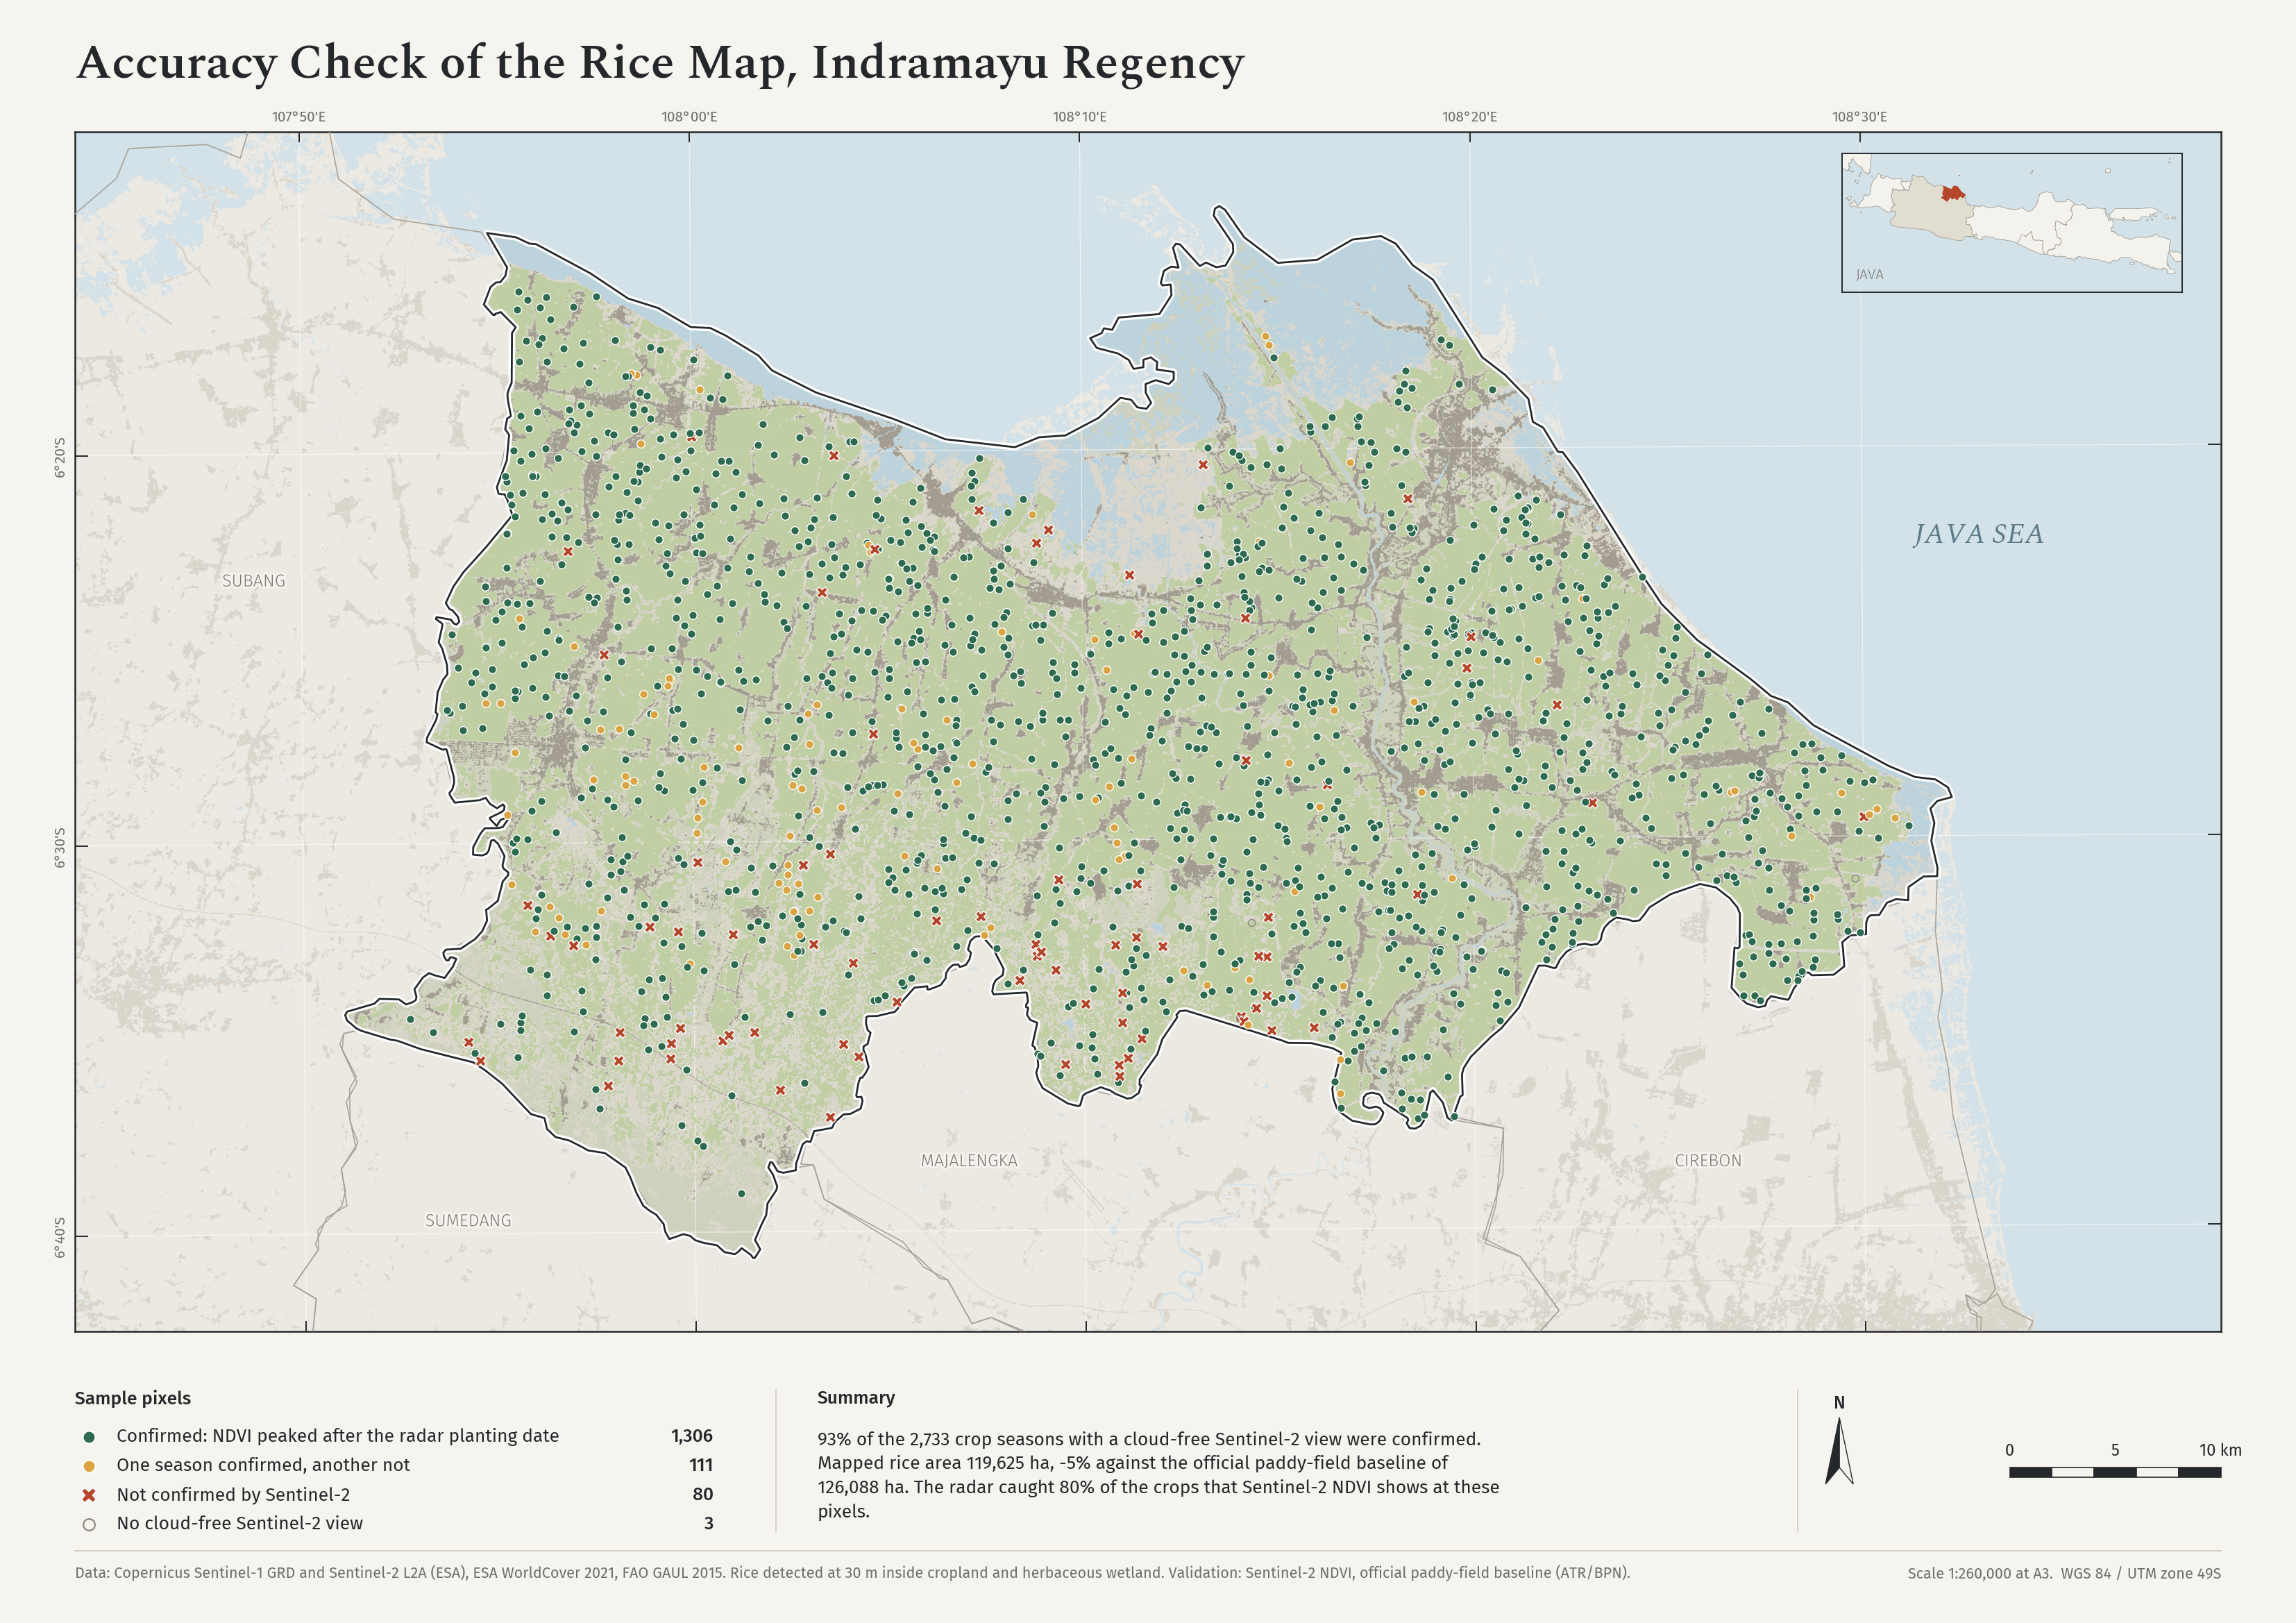 Accuracy Check of the Rice Map, Indramayu Regency
107°50'E
108°00'E
108°10'E
108°20'E
108°30'E
JAVA
6°20'S
JAVA SEA
SUBANG
6°30'S
MAJALENGKA
CIREBON
SUMEDANG
6°40'S
Sample pixels
Confirmed: NDVI peaked after the radar planting date 1,306
One season confirmed, another not 111
Not confirmed by Sentinel-2 80
No cloud-free Sentinel-2 view 3
Summary
93% of the 2,733 crop seasons with a cloud-free Sentinel-2 view were confirmed.
Mapped rice area 119,625 ha, -5% against the official paddy-field baseline of
126,088 ha. The radar caught 80% of the crops that Sentinel-2 NDVI shows at these
pixels.
N
0 5 10 km
Data: Copernicus Sentinel-1 GRD and Sentinel-2 L2A (ESA), ESA WorldCover 2021, FAO GAUL 2015. Rice detected at 30 m inside cropland and herbaceous wetland. Validation: Sentinel-2 NDVI, official paddy-field baseline (ATR/BPN).
Scale 1:260,000 at A3. WGS 84 / UTM zone 49S